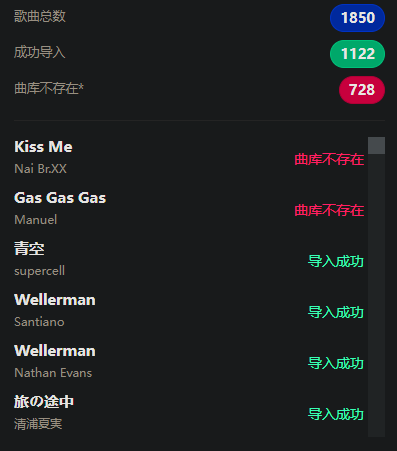 歌曲总数 1850
成功导入 1122
曲库不存在* 728
Kiss Me
Nai Br.XX
曲库不存在
Gas Gas Gas
Manuel
曲库不存在
青空
supercell
导入成功
Wellerman
Santiano
导入成功
Wellerman
Nathan Evans
导入成功
旅の途中
清浦夏実
导入成功